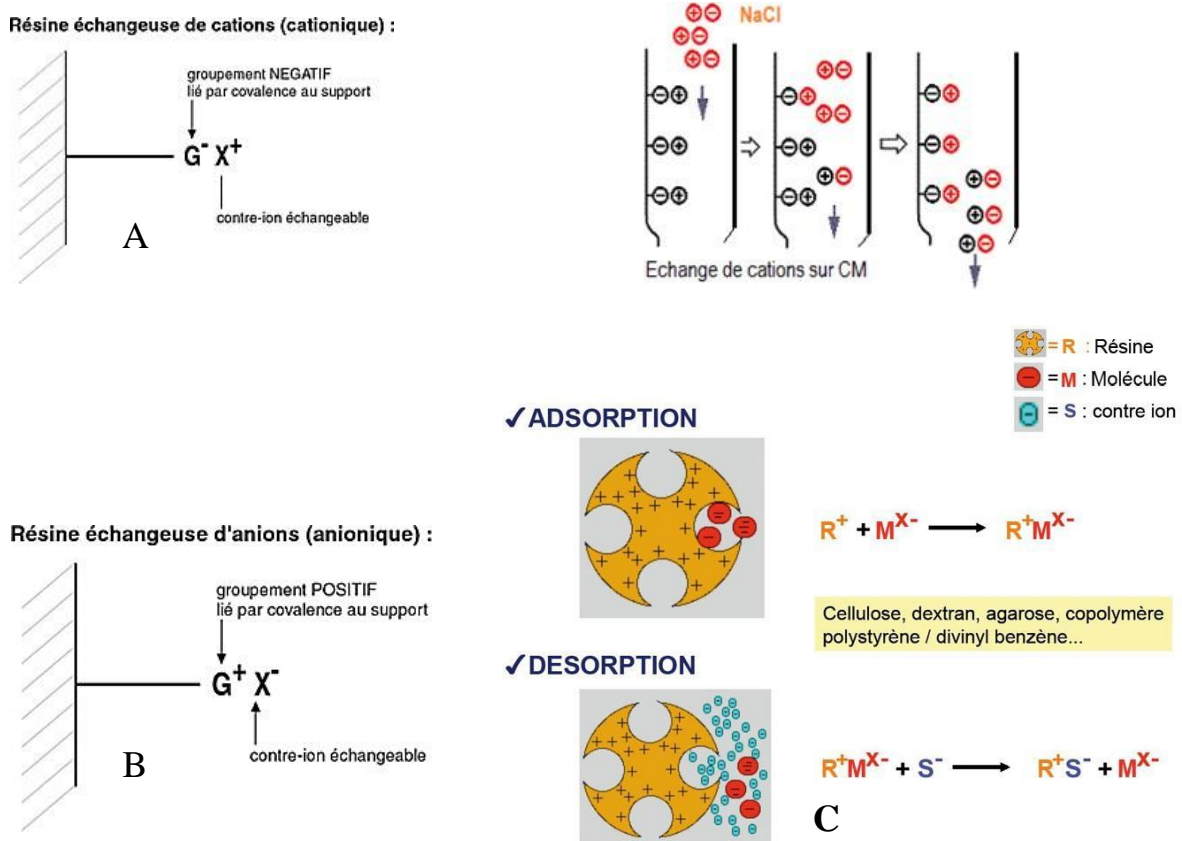 Résine échangeuse de cations (cationique) :
groupement NEGATIF
lié par covalence au support
G⁻ X⁺
contre-ion échangeable
A
NaCl
Echange de cations sur CM
= R : Résine
= M : Molécule
= S : contre ion
✓ADSORPTION
R⁺ + Mˣ⁻ → R⁺Mˣ⁻
Cellulose, dextran, agarose, copolymère
polystyrène / divinyl benzène...
Résine échangeuse d'anions (anionique) :
groupement POSITIF
lié par covalence au support
G⁺ X⁻
contre-ion échangeable
B
✓DESORPTION
R⁺Mˣ⁻ + S⁻ → R⁺S⁻ + Mˣ⁻
C